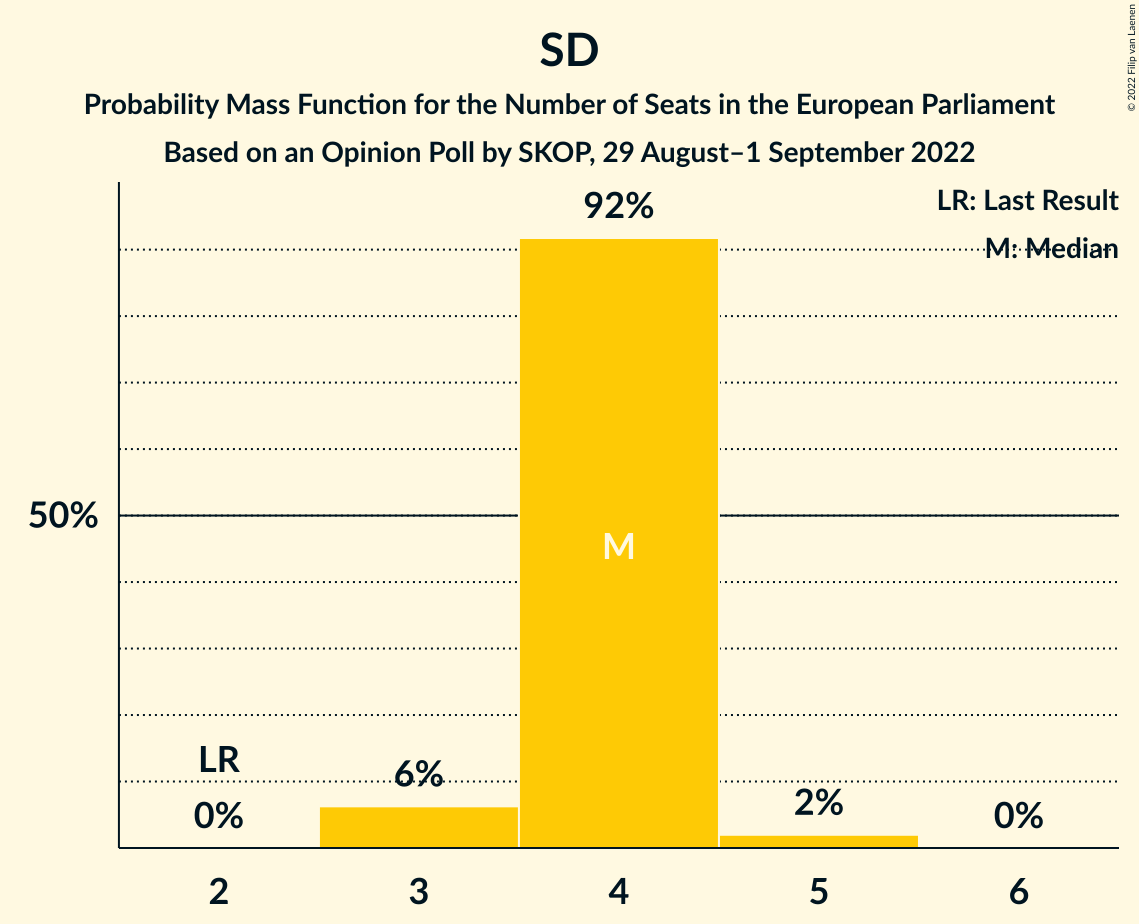 SD
Probability Mass Function for the Number of Seats in the European Parliament
Based on an Opinion Poll by SKOP, 29 August–1 September 2022
© 2022 Filip van Laenen
LR: Last Result
M: Median
92%
50%
M
LR
0%
6%
2%
0%
2
3
4
5
6